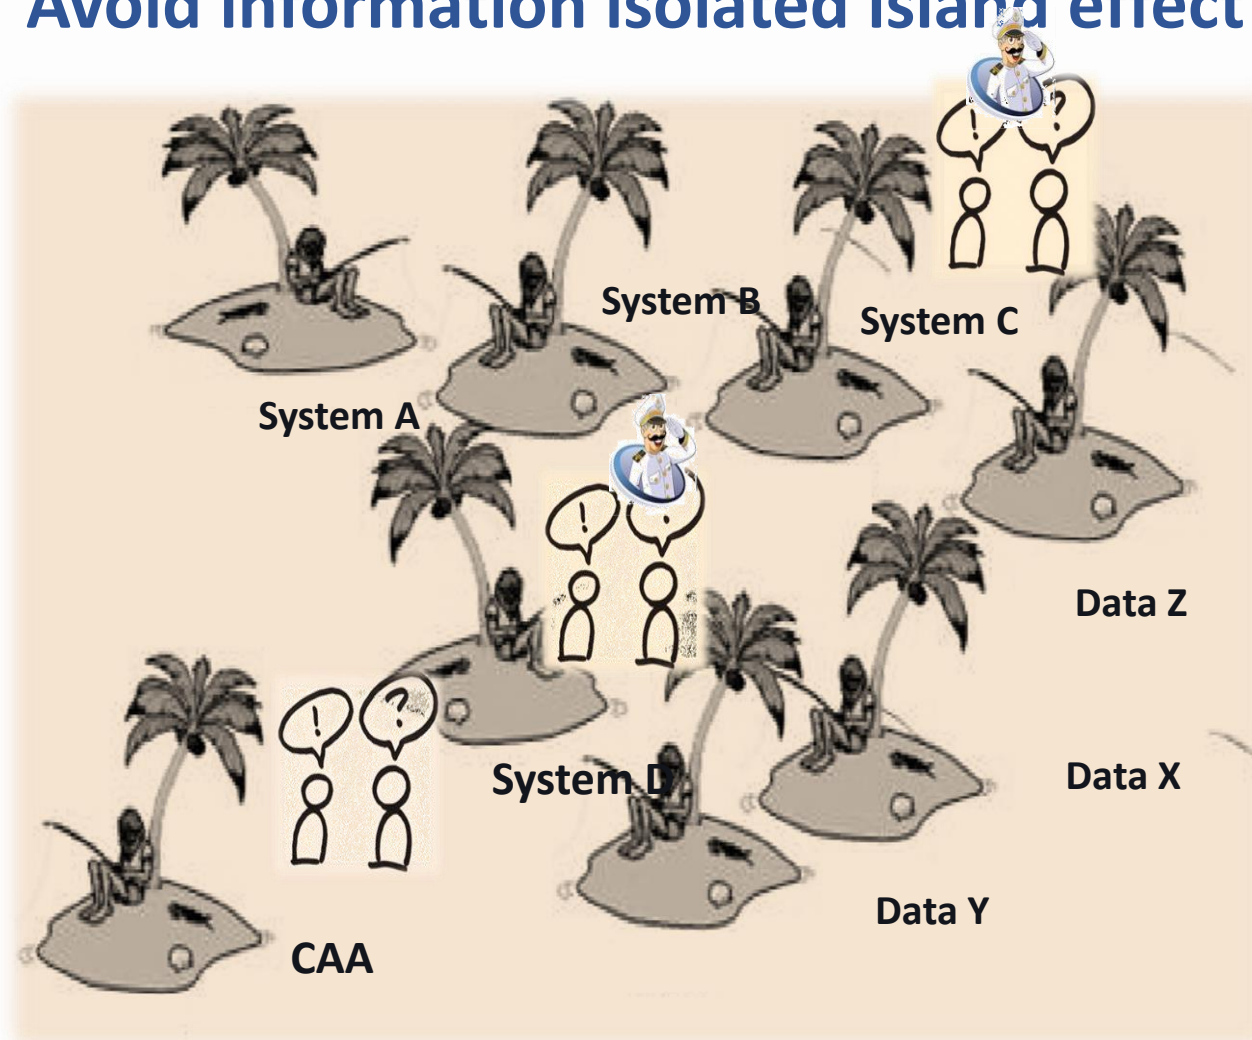 Avoid information isolated island effect
! ?
System B
System C
System A
!
Data Z
! ?
System D
Data X
Data Y
CAA